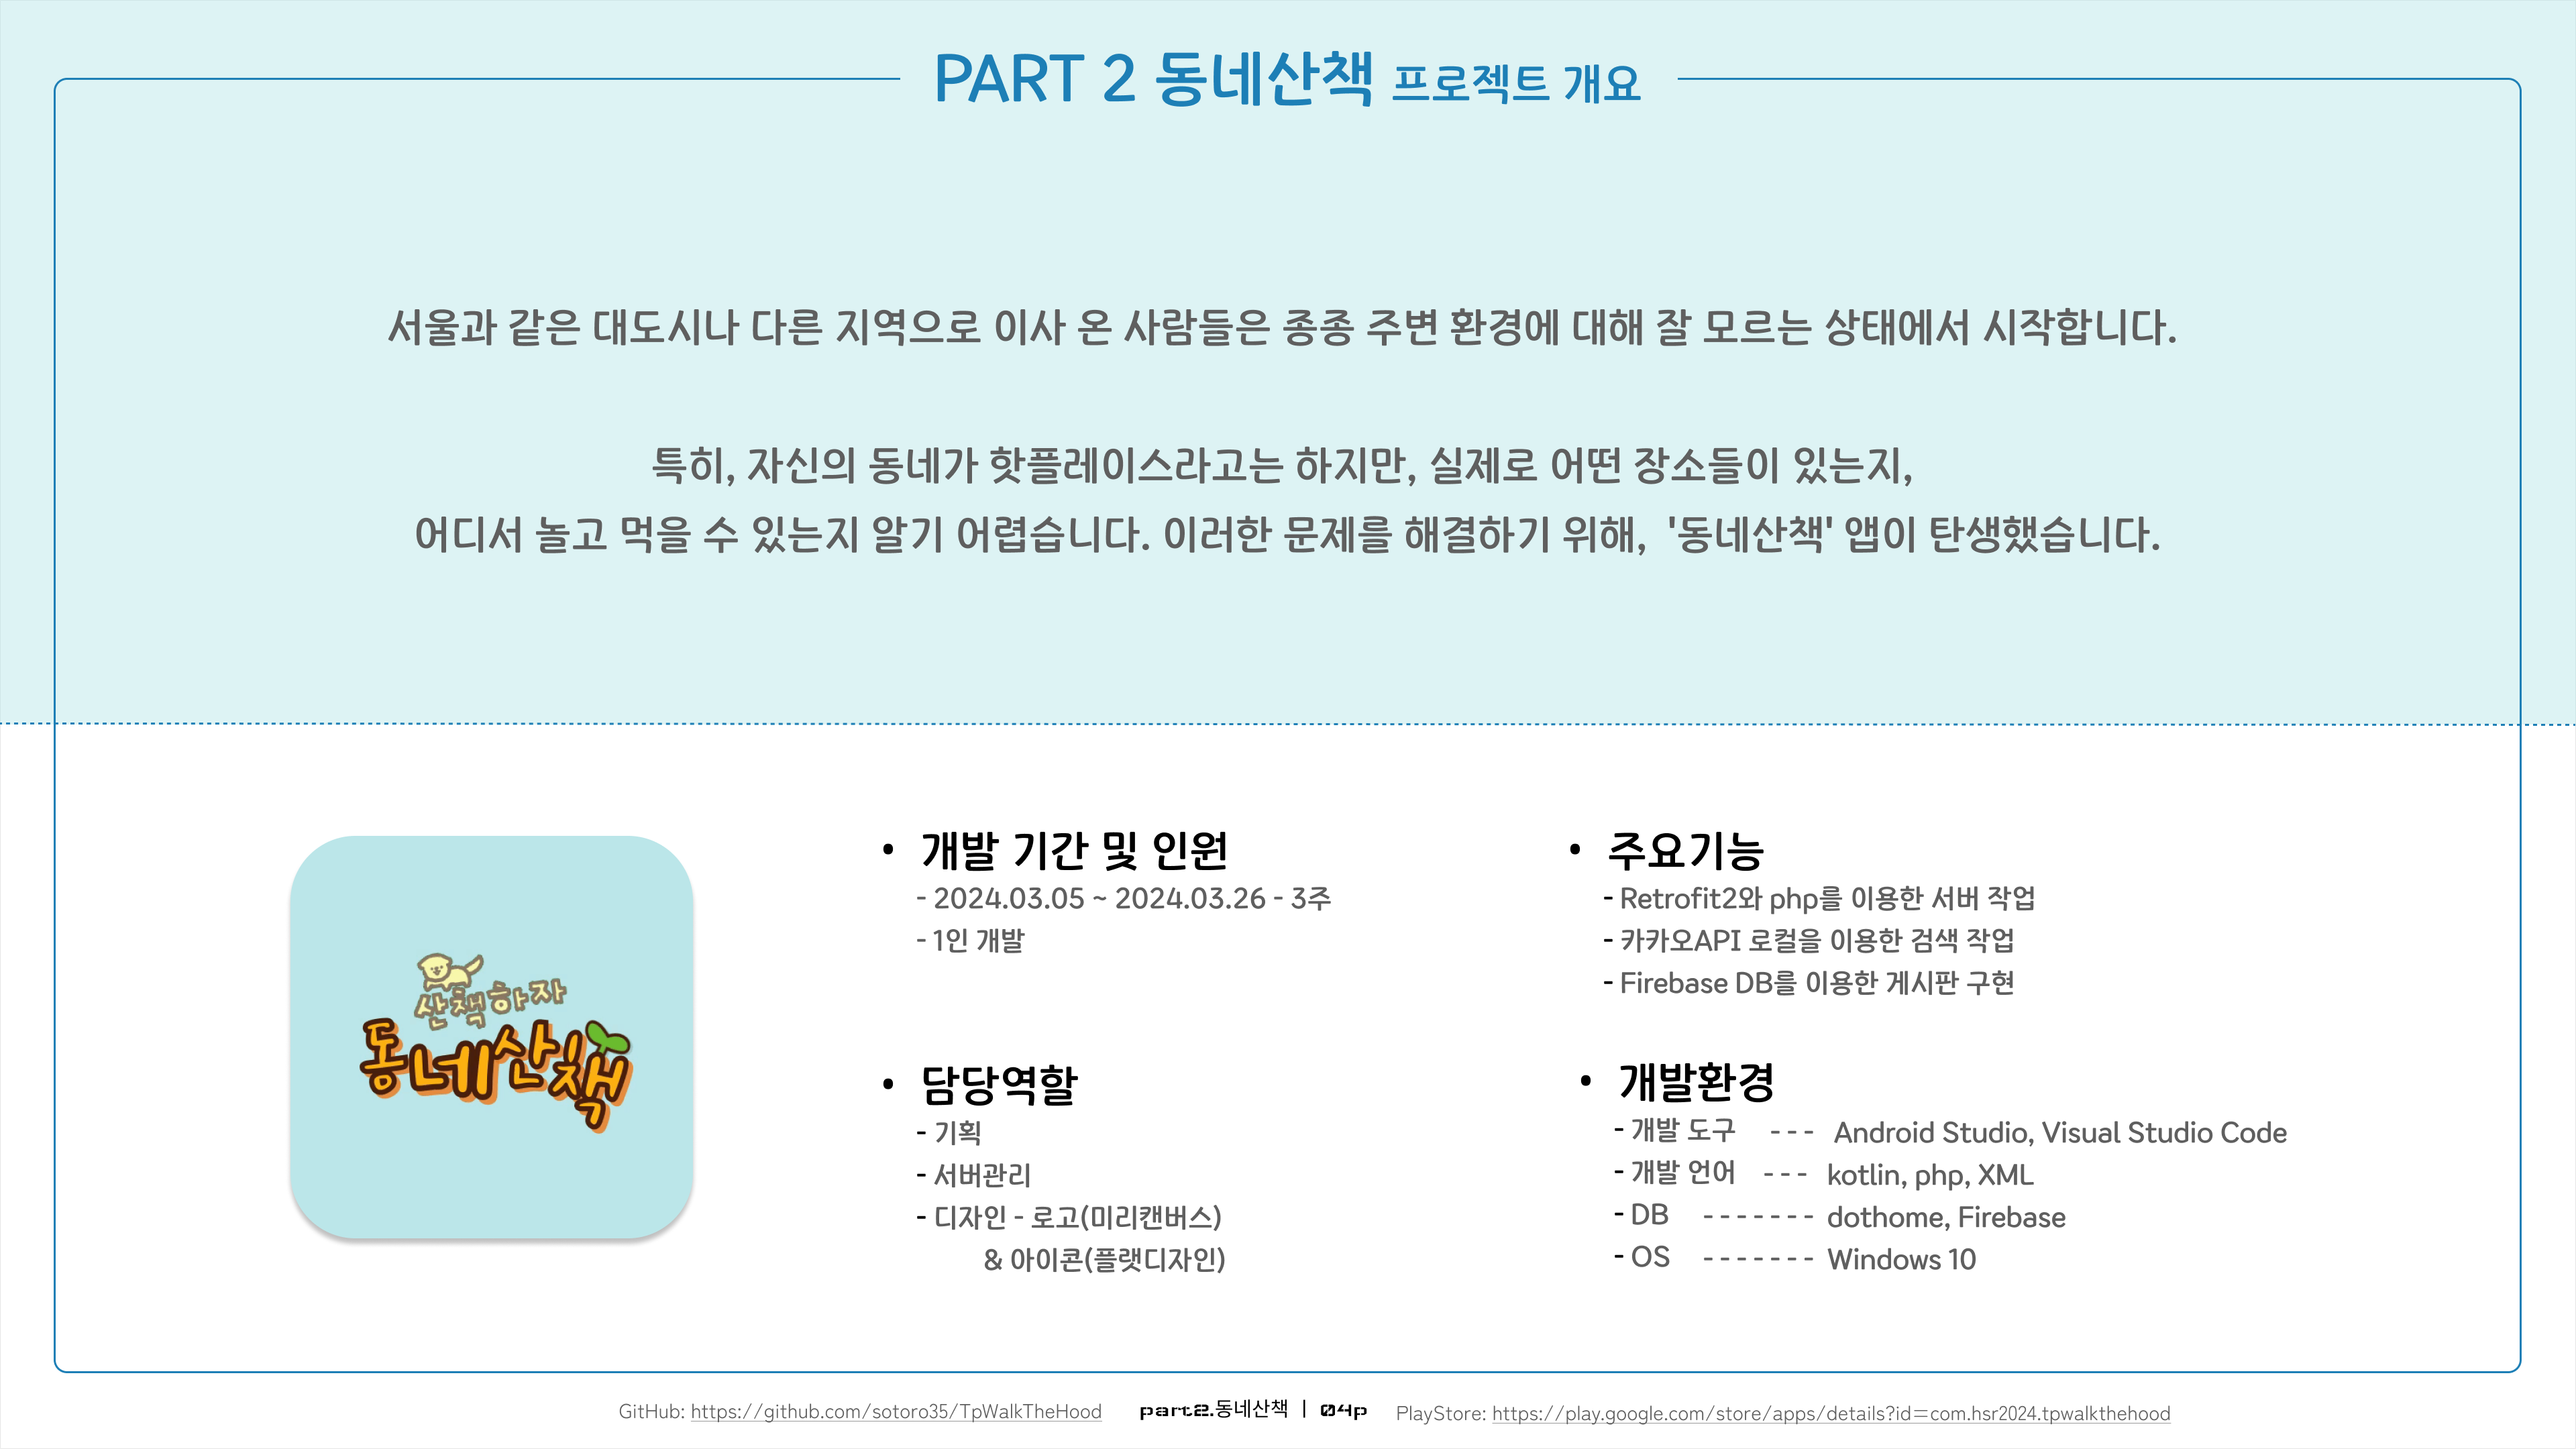 PART 2 동네산책 프로젝트 개요
서울과 같은 대도시나 다른 지역으로 이사 온 사람들은 종종 주변 환경에 대해 잘 모르는 상태에서 시작합니다.
특히, 자신의 동네가 핫플레이스라고는 하지만, 실제로 어떤 장소들이 있는지,
어디서 놀고 먹을 수 있는지 알기 어렵습니다. 이러한 문제를 해결하기 위해, '동네산책' 앱이 탄생했습니다.
산책하자
동네산책
• 개발 기간 및 인원
- 2024.03.05 ~ 2024.03.26 - 3주
- 1인 개발
• 담당역할
- 기획
- 서버관리
- 디자인 - 로고(미리캔버스)
& 아이콘(플랫디자인)
• 주요기능
- Retrofit2와 php를 이용한 서버 작업
- 카카오API 로컬을 이용한 검색 작업
- Firebase DB를 이용한 게시판 구현
• 개발환경
- 개발 도구 --- Android Studio, Visual Studio Code
- 개발 언어 --- kotlin, php, XML
- DB ------- dothome, Firebase
- OS ------- Windows 10
GitHub: https://github.com/sotoro35/TpWalkTheHood part2.동네산책 | 04p PlayStore: https://play.google.com/store/apps/details?id=com.hsr2024.tpwalkthehood